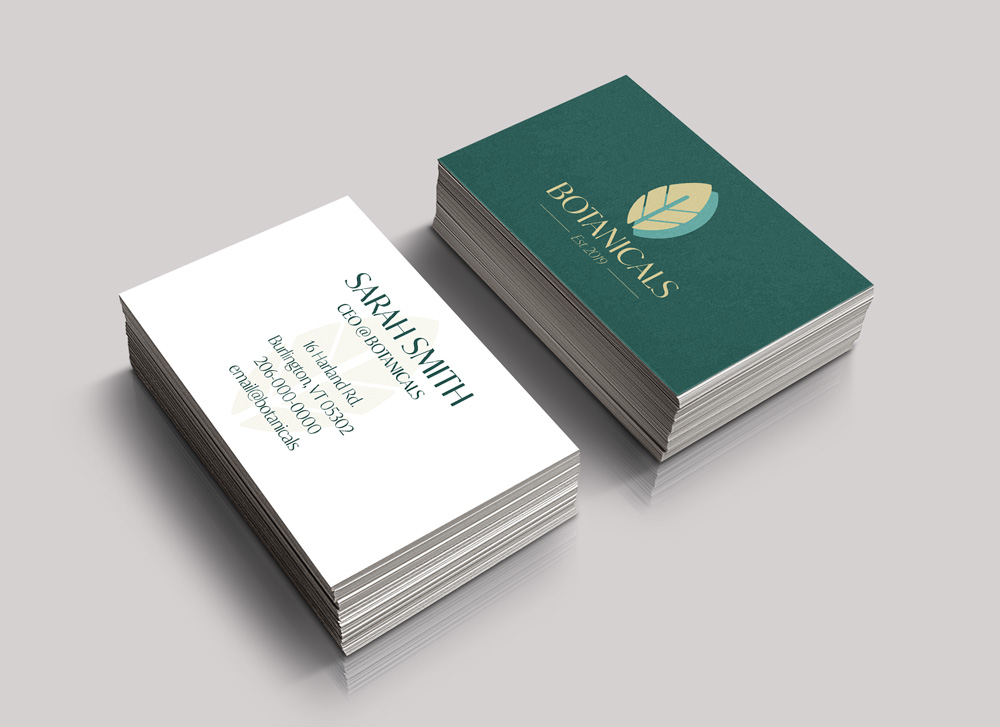 SARAH SMITH
CEO @BOTANICALS
16 Harland Rd.
Burlington, VT 05302
206-000-0000
email@botanicals
BOTANICALS
Est 2019